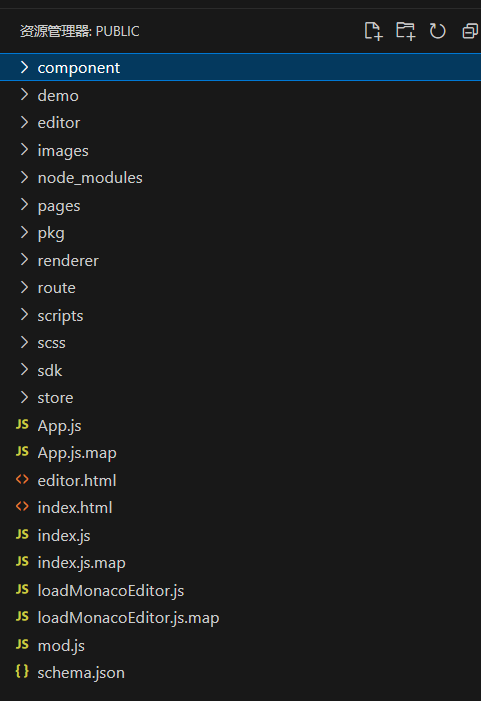 资源管理器: PUBLIC
component
demo
editor
images
node_modules
pages
pkg
renderer
route
scripts
scss
sdk
store
JS App.js
JS App.js.map
<> editor.html
<> index.html
JS index.js
JS index.js.map
JS loadMonacoEditor.js
JS loadMonacoEditor.js.map
JS mod.js
{} schema.json